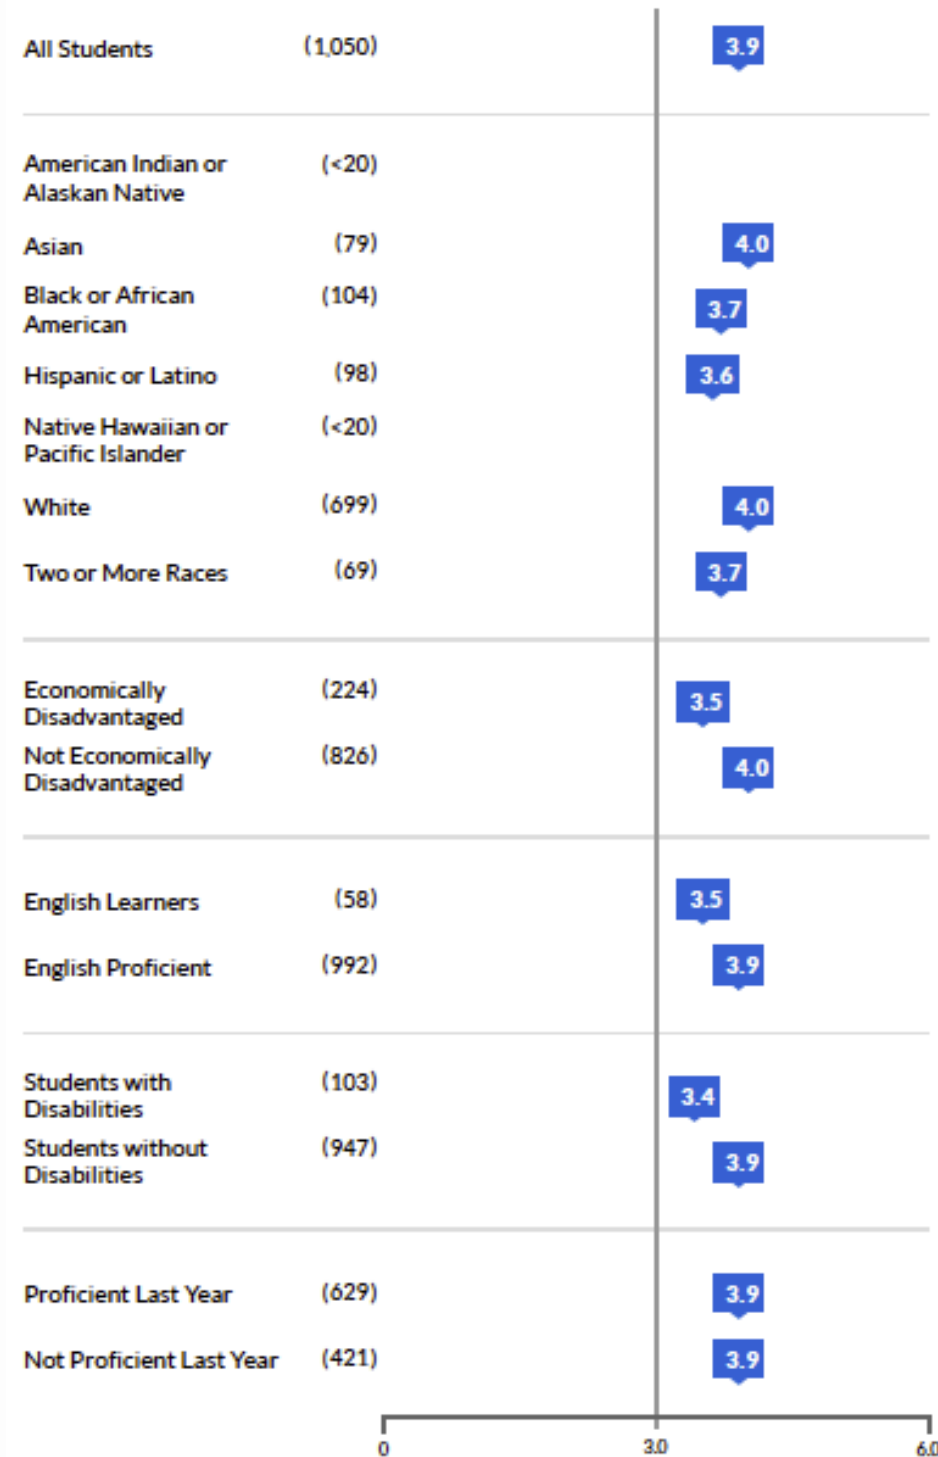 All Students (1,050) 3.9
American Indian or (<20)
Alaskan Native
Asian (79) 4.0
Black or African (104) 3.7
American
Hispanic or Latino (98) 3.6
Native Hawaiian or (<20)
Pacific Islander
White (699) 4.0
Two or More Races (69) 3.7
Economically (224) 3.5
Disadvantaged
Not Economically (826) 4.0
Disadvantaged
English Learners (58) 3.5
English Proficient (992) 3.9
Students with (103) 3.4
Disabilities
Students without (947) 3.9
Disabilities
Proficient Last Year (629) 3.9
Not Proficient Last Year (421) 3.9
0 3.0 6.0